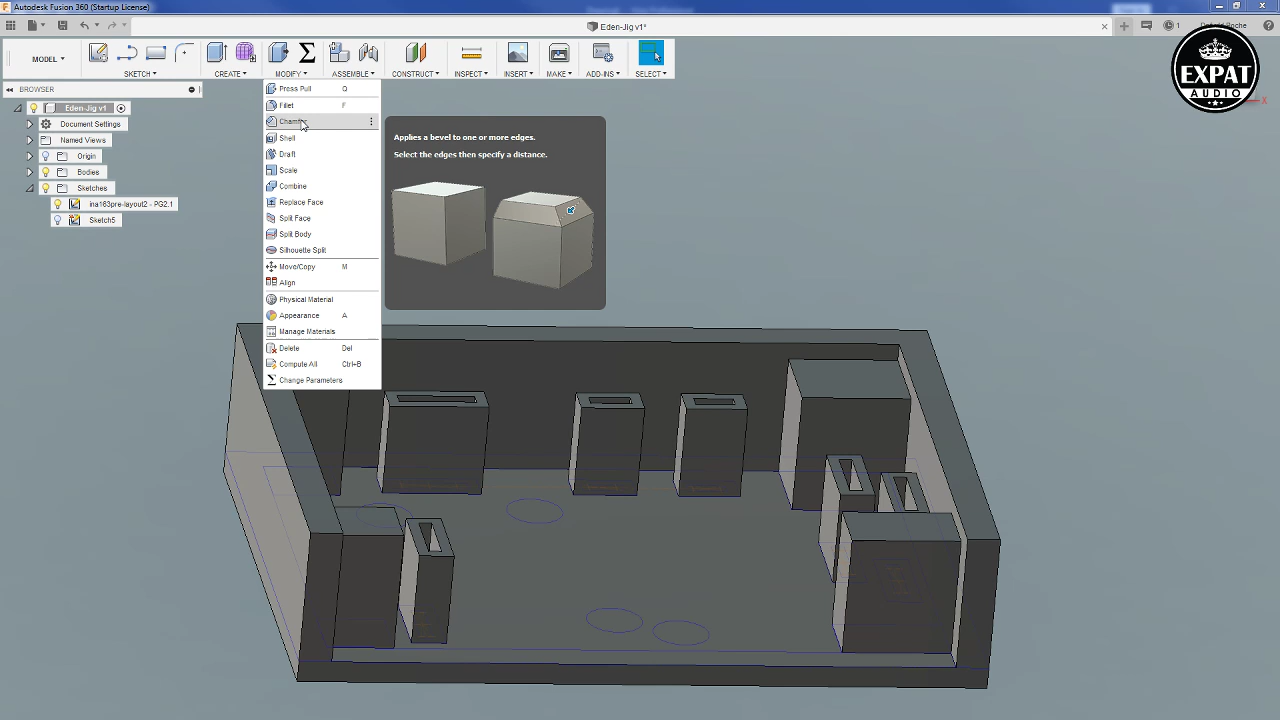 Autodesk Fusion 360 (Startup License)
Eden-Jig v1*
1
EXPAT
AUDIO
MODEL
SKETCH
CREATE
MODIFY
ASSEMBLE
CONSTRUCT
INSPECT
INSERT
MAKE
ADD-INS
SELECT
X
BROWSER
Eden-Jig v1
Document Settings
Named Views
Origin
Bodies
Sketches
ina163pre-layout2 - PG2.1
Sketch5
Press Pull Q
Fillet F
Shell
Draft
Scale
Combine
Replace Face
Split Face
Split Body
Silhouette Split
Move/Copy M
Align
Physical Material
Appearance A
Manage Materials
Delete Del
Compute All Ctrl+B
Change Parameters
Applies a bevel to one or more edges.
Select the edges then specify a distance.